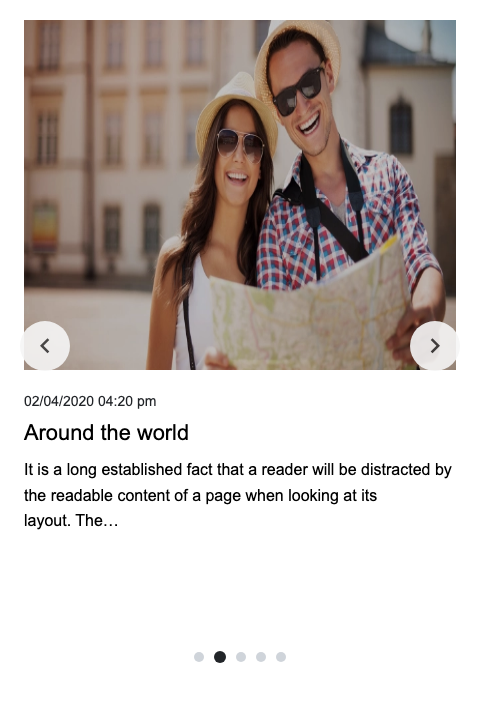 02/04/2020 04:20 pm
Around the world
It is a long established fact that a reader will be distracted by
the readable content of a page when looking at its
layout. The…